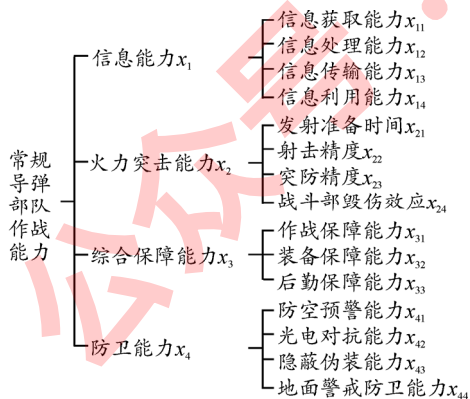 常规
导弹
部队
作战
能力
信息能力x1
信息获取能力x11
信息处理能力x12
信息传输能力x13
信息利用能力x14
火力突击能力x2
发射准备时间x21
射击精度x22
突防精度x23
战斗部毁伤效应x24
综合保障能力x3
作战保障能力x31
装备保障能力x32
后勤保障能力x33
防卫能力x4
防空预警能力x41
光电对抗能力x42
隐蔽伪装能力x43
地面警戒防卫能力x44
公众号: